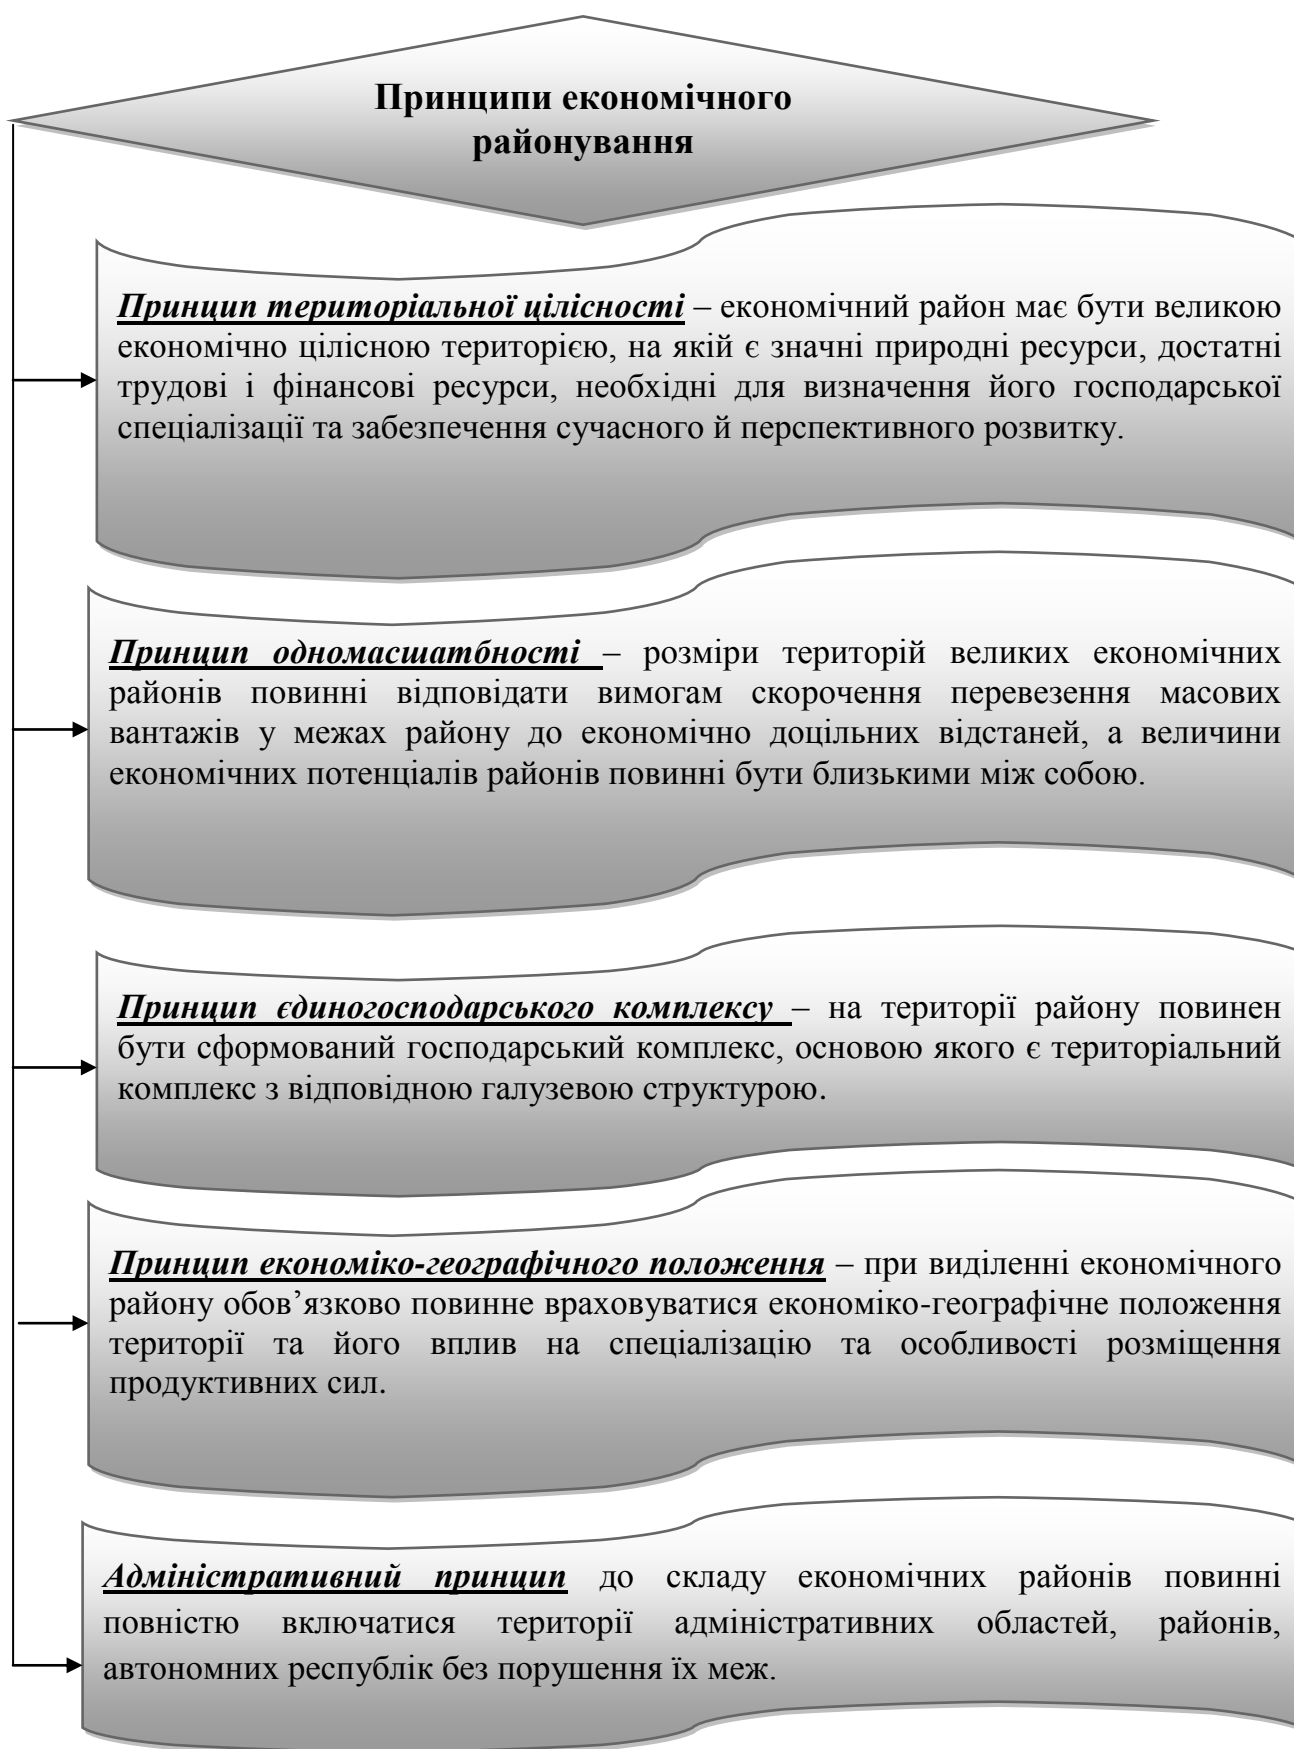 Принципи економічного
районування
Принцип територіальної цілісності – економічний район має бути великою
економічно цілісною територією, на якій є значні природні ресурси, достатні
трудові і фінансові ресурси, необхідні для визначення його господарської
спеціалізації та забезпечення сучасного й перспективного розвитку.
Принцип одномасшатбності – розміри територій великих економічних
районів повинні відповідати вимогам скорочення перевезення масових
вантажів у межах району до економічно доцільних відстаней, а величини
економічних потенціалів районів повинні бути близькими між собою.
Принцип єдиногосподарського комплексу – на території району повинен
бути сформований господарський комплекс, основою якого є територіальний
комплекс з відповідною галузевою структурою.
Принцип економіко-географічного положення – при виділенні економічного
району обов’язково повинне враховуватися економіко-географічне положення
території та його вплив на спеціалізацію та особливості розміщення
продуктивних сил.
Адміністративний принцип до складу економічних районів повинні
повністю включатися території адміністративних областей, районів,
автономних республік без порушення їх меж.